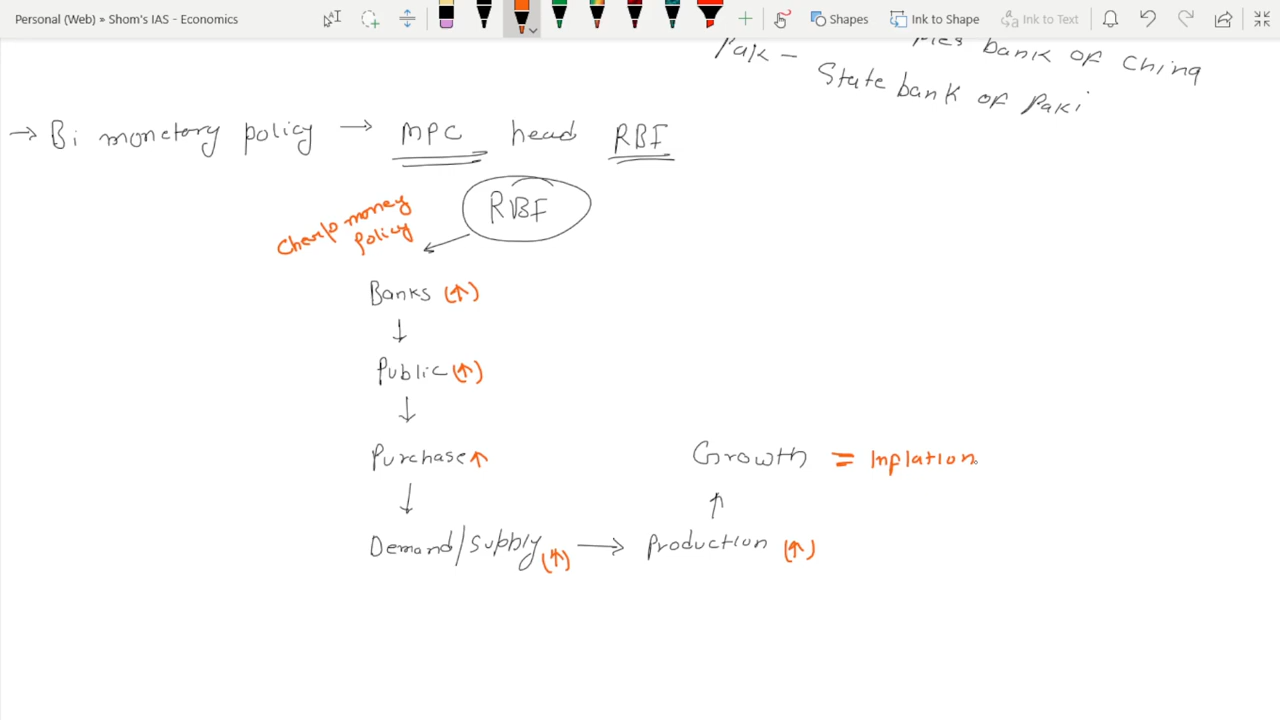 Personal (Web) » Shom's IAS - Economics
Shapes
Ink to Shape
Ink to Text
bank of China
Pak - State bank of Paki
→ Bi monetory policy → MPC head RBI
RBI
Cheap money policy
Banks (↑)
↓
Public (↑)
↓
Purchase ↑
Growth = Inflation
↓
↑
Demand/Supply (↑) → Production (↑)